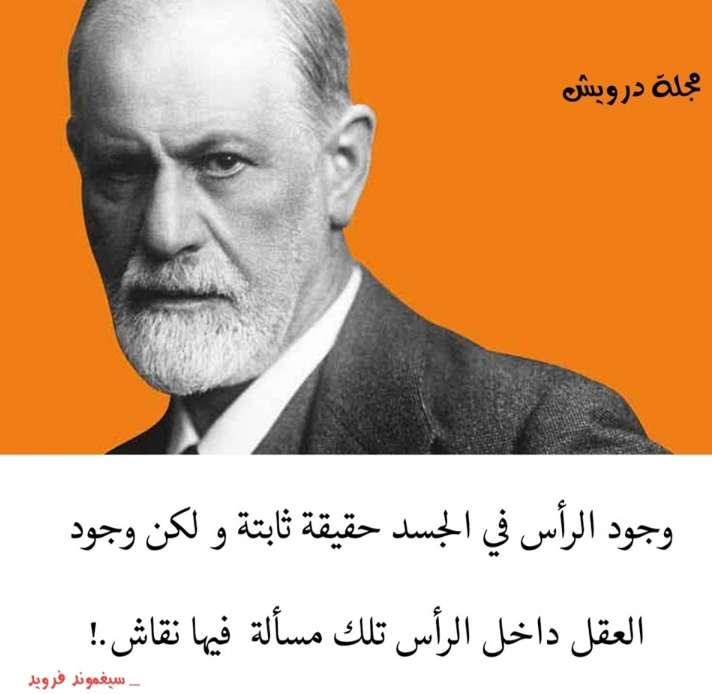 مجلة درويش
وجود الرأس في الجسد حقيقة ثابتة و لكن وجود
العقل داخل الرأس تلك مسألة فيها نقاش.!
_ سيغموند فرويد